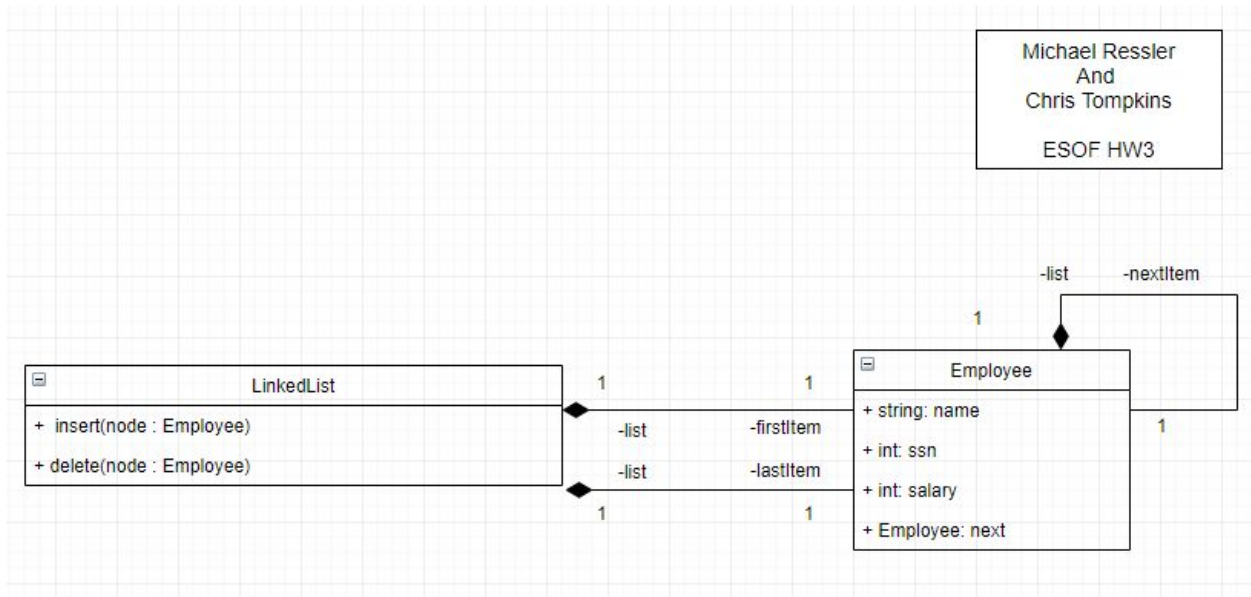 Michael Ressler
And
Chris Tompkins
ESOF HW3
-list
-nextItem
1
LinkedList
+ insert(node : Employee)
+ delete(node : Employee)
1
1
-list
-firstItem
-list
-lastItem
1
1
Employee
+ string: name
+ int: ssn
+ int: salary
+ Employee: next
1